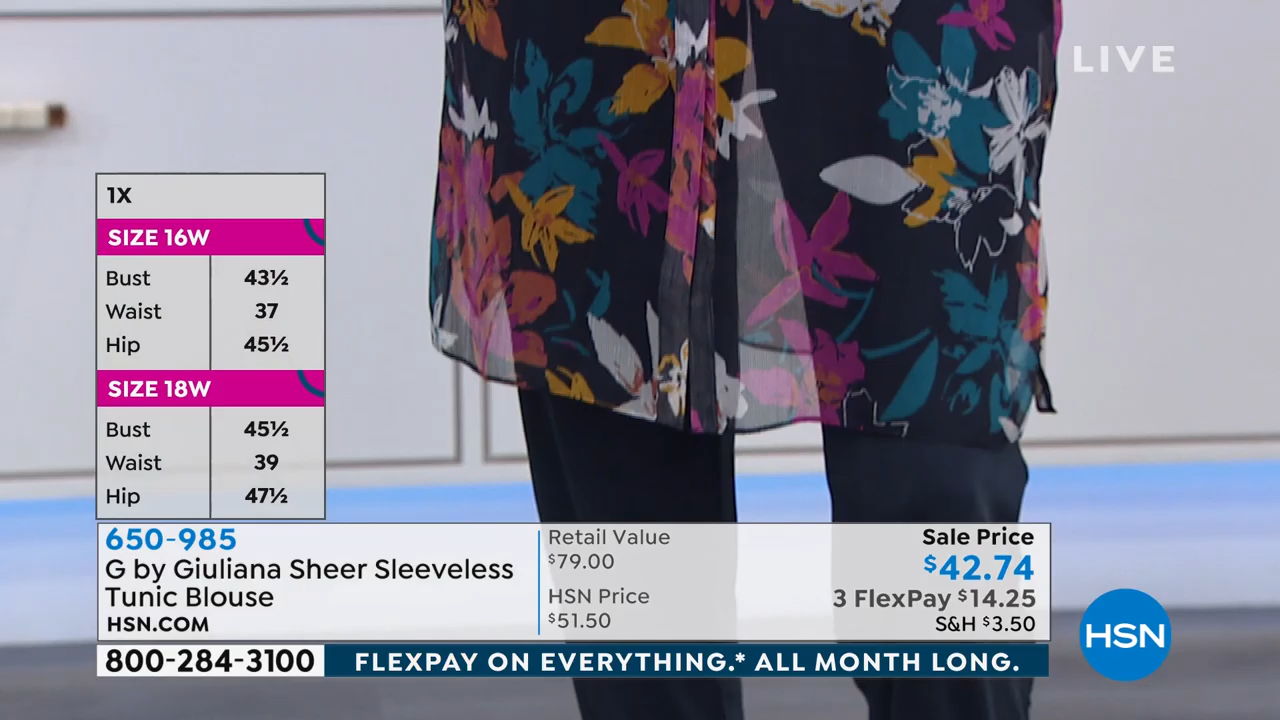 LIVE
1X
SIZE 16W
Bust 43½
Waist 37
Hip 45½
SIZE 18W
Bust 45½
Waist 39
Hip 47½
650-985
G by Giuliana Sheer Sleeveless
Tunic Blouse
HSN.COM
Retail Value
$79.00
HSN Price
$51.50
Sale Price
$42.74
3 FlexPay $14.25
S&H $3.50
HSN
800-284-3100
FLEXPAY ON EVERYTHING.* ALL MONTH LONG.